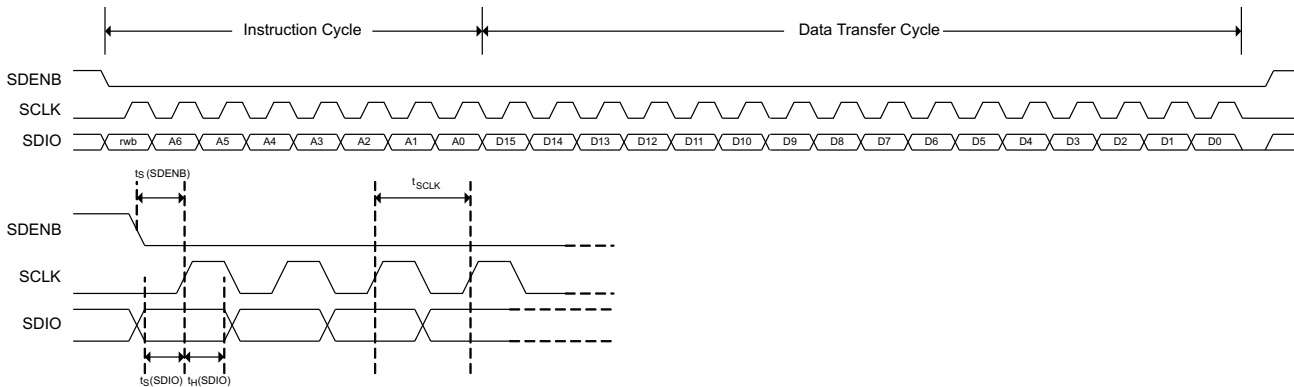 Instruction Cycle Data Transfer Cycle
SDENB
SCLK
SDIO rwb A6 A5 A4 A3 A2 A1 A0 D15 D14 D13 D12 D11 D10 D9 D8 D7 D6 D5 D4 D3 D2 D1 D0
tS (SDENB) tSCLK
SDENB
SCLK
SDIO
tS(SDIO) tH(SDIO)